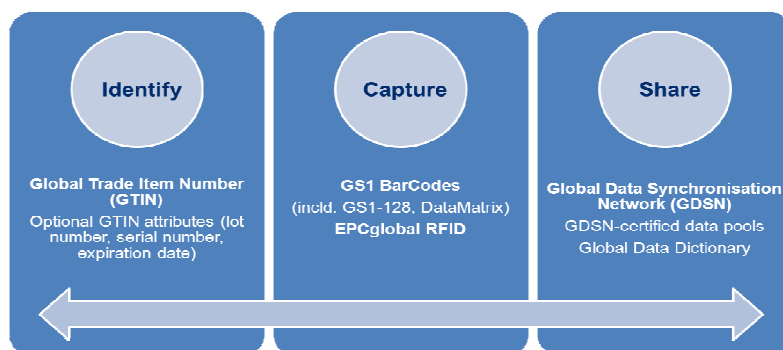 Identify
Global Trade Item Number
(GTIN)
Optional GTIN attributes (lot
number, serial number,
expiration date)
Capture
GS1 BarCodes
(incld. GS1-128, DataMatrix)
EPCglobal RFID
Share
Global Data Synchronisation
Network (GDSN)
GDSN-certified data pools
Global Data Dictionary